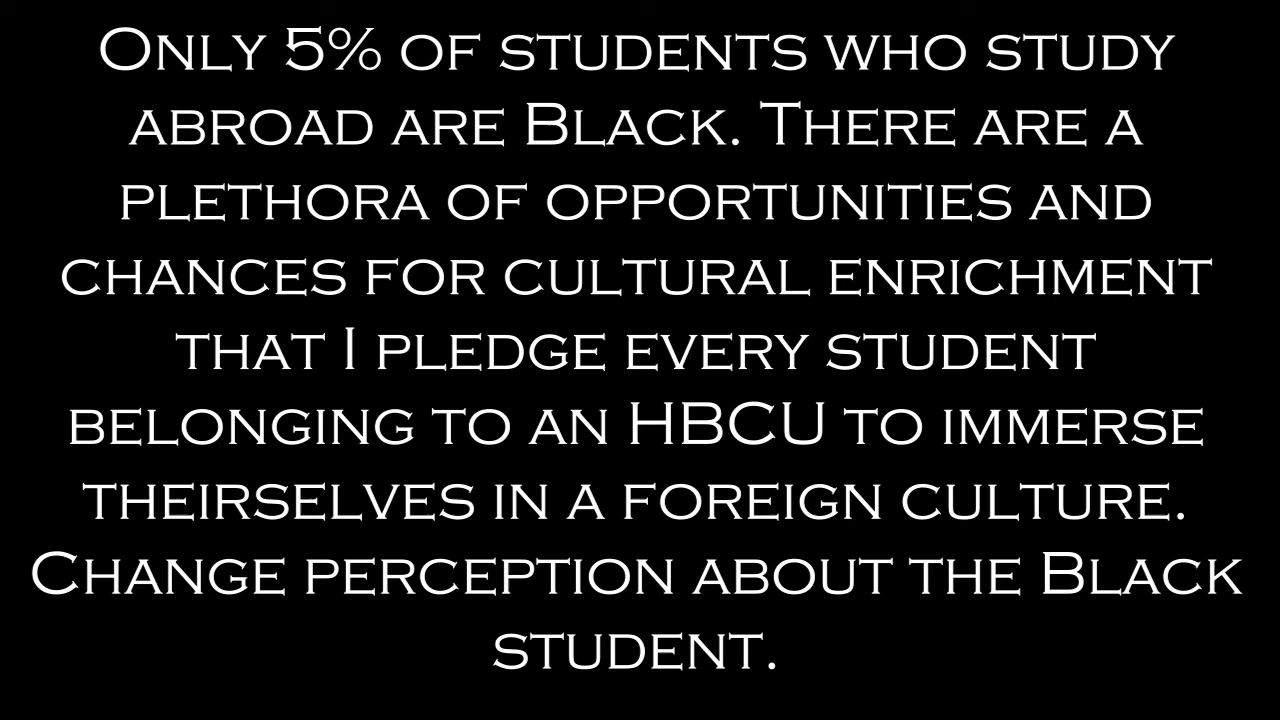 Only 5% of students who study
abroad are Black. There are a
plethora of opportunities and
chances for cultural enrichment
that I pledge every student
belonging to an HBCU to immerse
theirselves in a foreign culture.
Change perception about the Black
student.